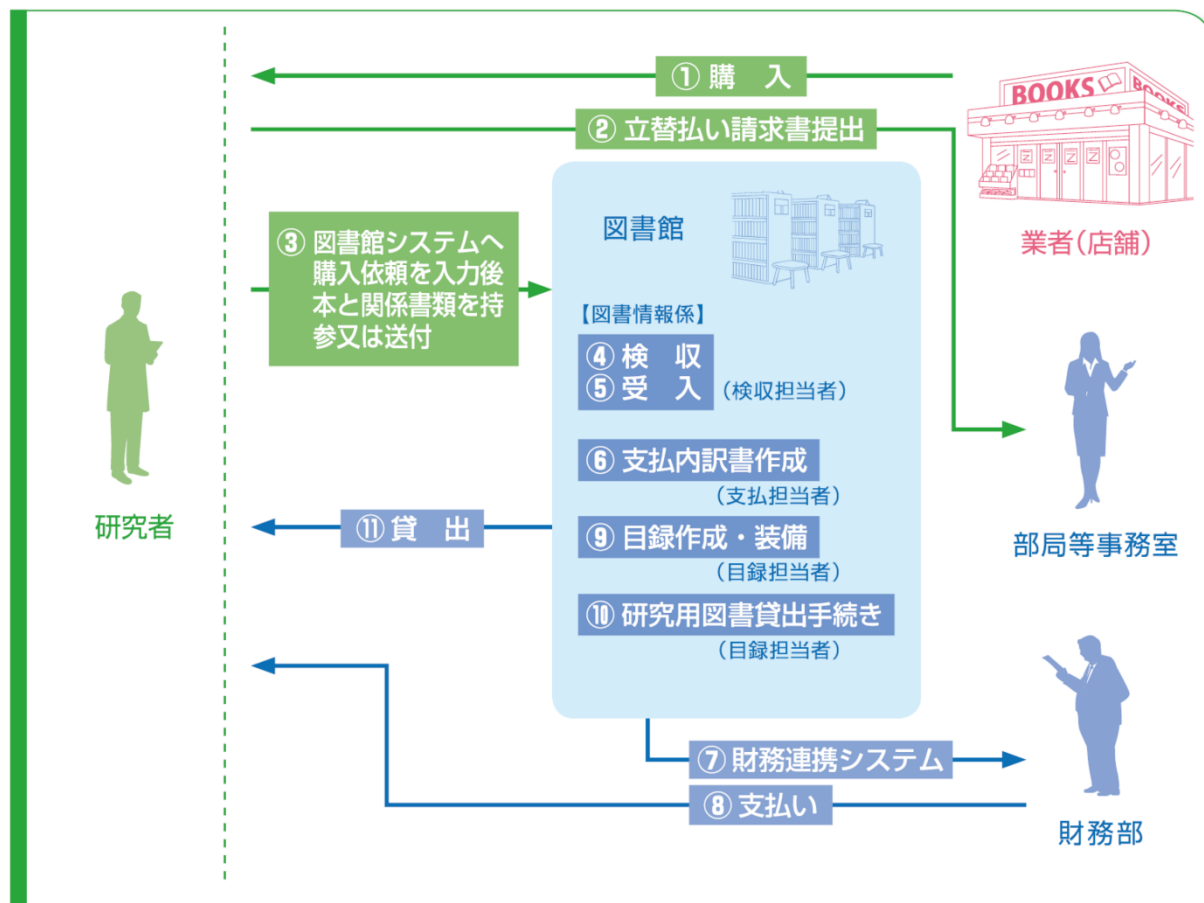 ① 購　入
BOOKS
BOOKS
② 立替払い請求書提出
業者(店舗)
図書館
③ 図書館システムへ
購入依頼を入力後
本と関係書類を持
参又は送付
【図書情報係】
④ 検　収
⑤ 受　入
(検収担当者)
⑥ 支払内訳書作成
(支払担当者)
研究者
⑪ 貸　出
⑨ 目録作成・装備
(目録担当者)
部局等事務室
⑩ 研究用図書貸出手続き
(目録担当者)
⑦ 財務連携システム
⑧ 支払い
財務部